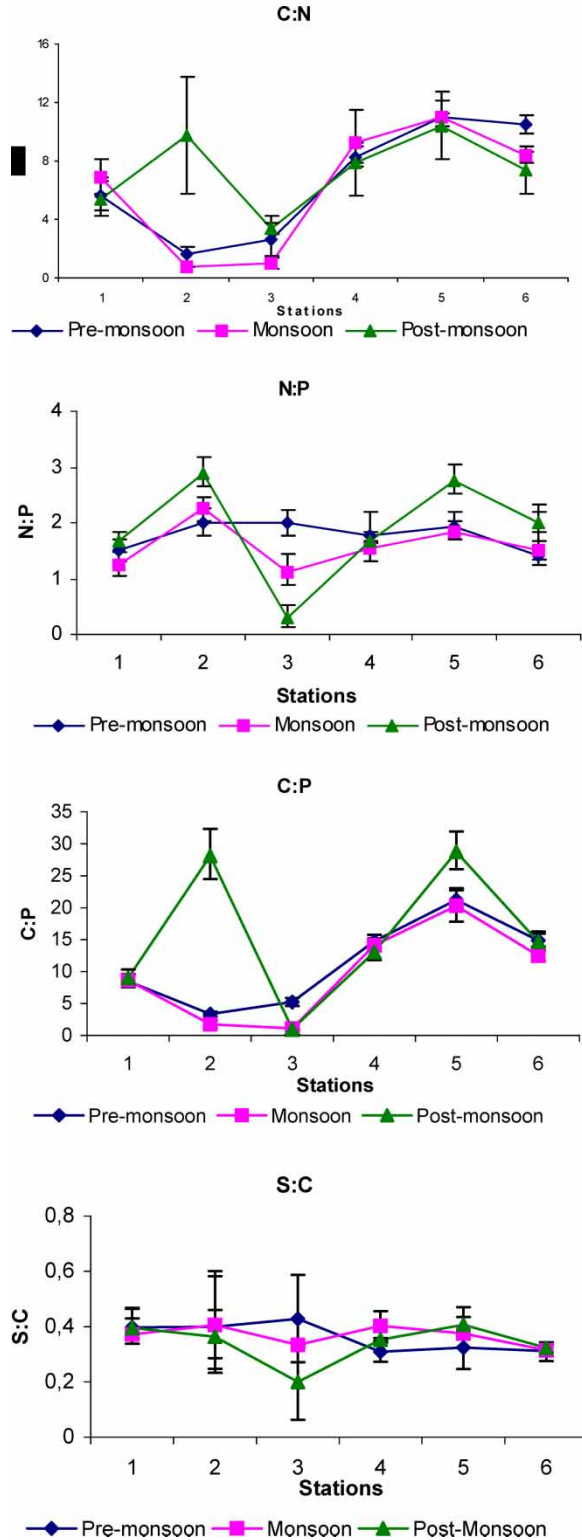 C:N
16
12
8
4
0
1 2 3 4 5 6
Stations
Pre-monsoon Monsoon Post-monsoon
N:P
4
3
2
1
0
N:P
1 2 3 4 5 6
Stations
Pre-monsoon Monsoon Post-monsoon
C:P
35
30
25
20
15
10
5
0
C:P
1 2 3 4 5 6
Stations
Pre-monsoon Monsoon Post-monsoon
S:C
0,8
0,6
0,4
0,2
0
S:C
1 2 3 4 5 6
Stations
Pre-monsoon Monsoon Post-Monsoon